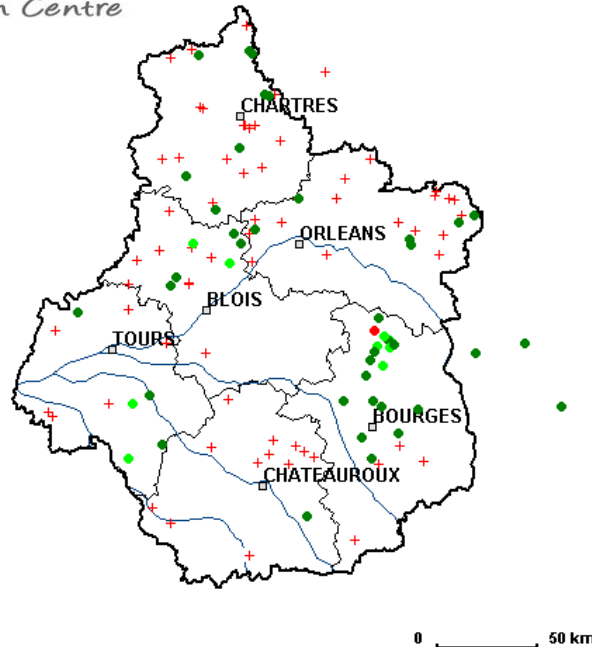 Centre
CHARTRES
ORLEANS
BLOIS
TOURS
BOURGES
CHATEAUROUX
0 50 km